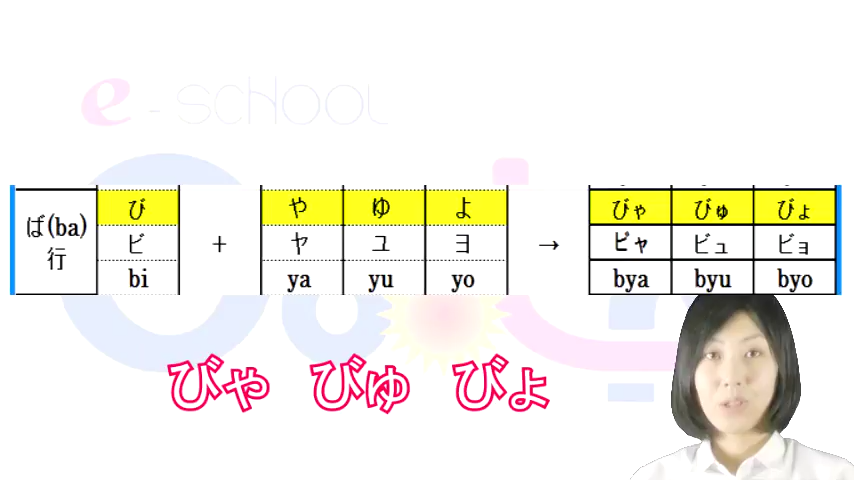 e-SCHOOL
ば(ba)行
び + や ゆ よ → びゃ びゅ びょ
ビ ヤ ユ ヨ ビャ ビュ ビョ
bi ya yu yo bya byu byo
びゃ びゅ びょ